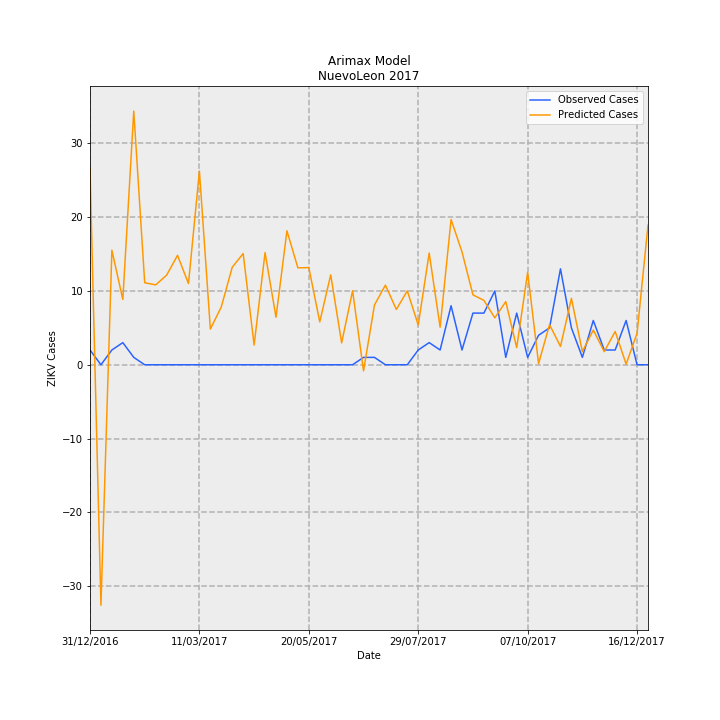 Arimax Model
NuevoLeon 2017
Observed Cases
Predicted Cases
30
20
10
0
−10
−20
−30
ZIKV Cases
31/12/2016 11/03/2017 20/05/2017 29/07/2017 07/10/2017 16/12/2017
Date